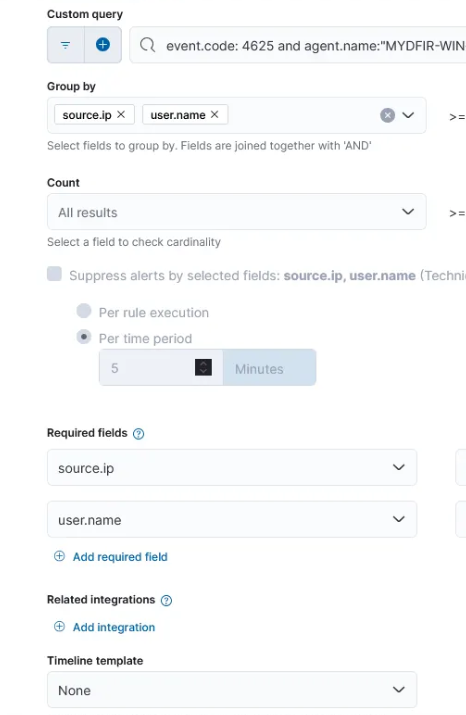 Custom query
event.code: 4625 and agent.name:"MYDFIR-WIN
Group by
source.ip × user.name × >=
Select fields to group by. Fields are joined together with 'AND'
Count
All results >=
Select a field to check cardinality
Suppress alerts by selected fields: source.ip, user.name (Techni
Per rule execution
Per time period
5 Minutes
Required fields
source.ip
user.name
Add required field
Related integrations
Add integration
Timeline template
None